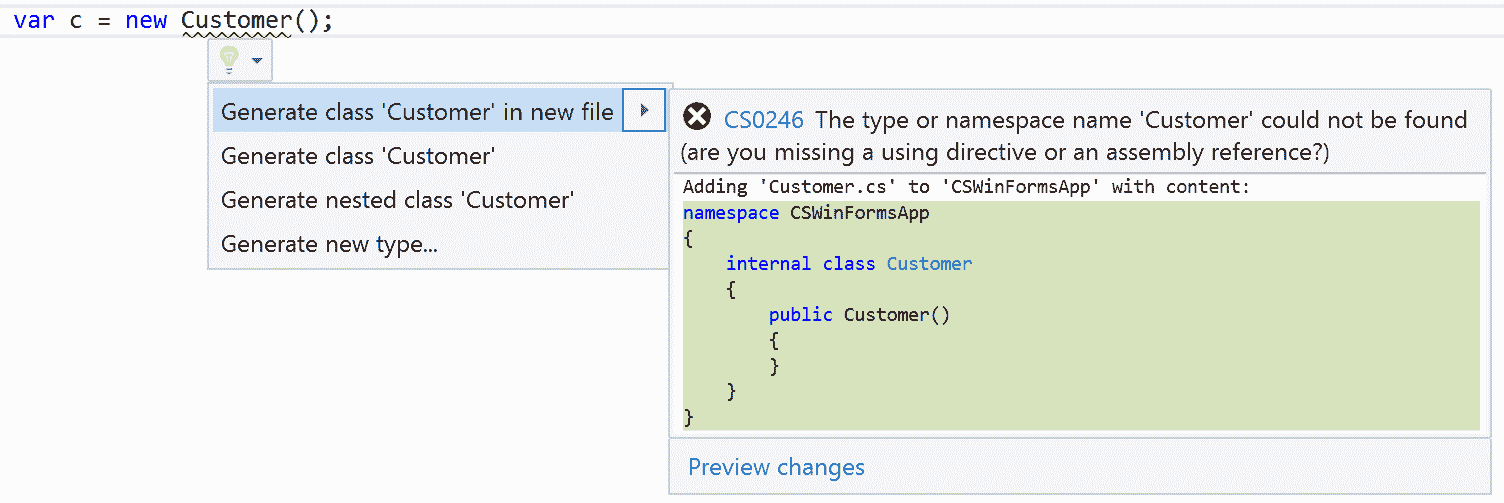 var c = new Customer();
Generate class 'Customer' in new file
Generate class 'Customer'
Generate nested class 'Customer'
Generate new type...
CS0246 The type or namespace name 'Customer' could not be found
(are you missing a using directive or an assembly reference?)
Adding 'Customer.cs' to 'CSWinFormsApp' with content:
namespace CSWinFormsApp
{
    internal class Customer
    {
        public Customer()
        {
        }
    }
}
Preview changes